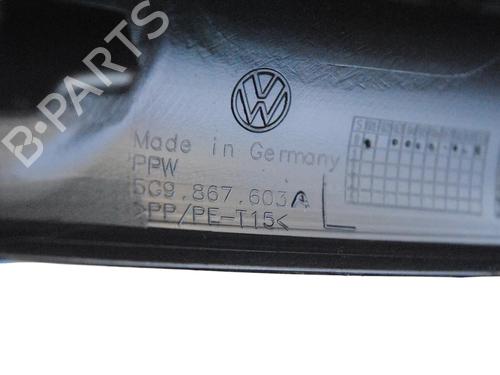 B-PARTS
Made in Germany
PPW
5G9.867.603A
>PP/PE-T15<